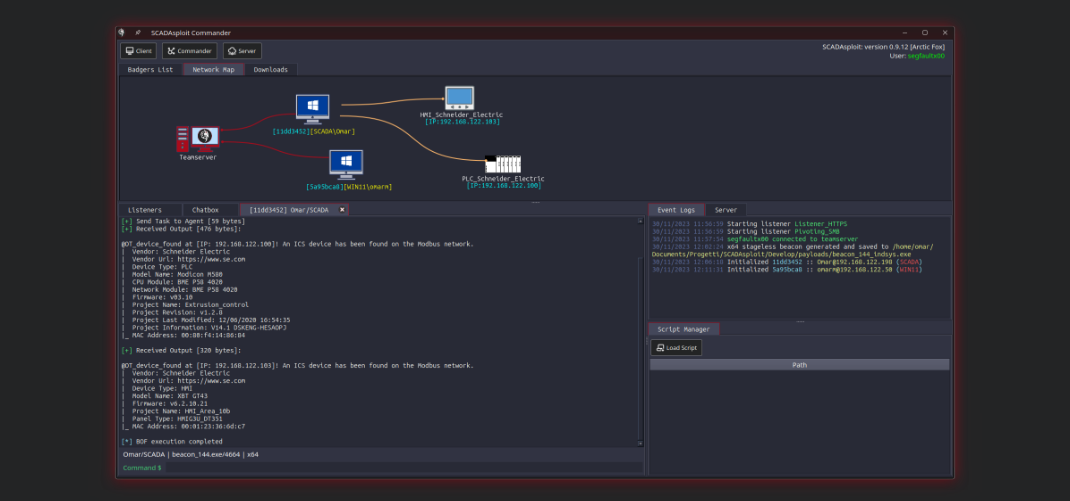 SCADAsploit Commander
Client
Commander
Server
SCADAsploit: version 0.9.12 [Arctic Fox]
User: segfaultx00
Badgers List
Network Map
Downloads
HMI_Schneider_Electric
[IP:192.168.122.103]
[11dd3452][SCADA\Omar]
Teamserver
PLC_Schneider_Electric
[IP:192.168.122.100]
[5a95bca8][WIN11\omarm]
Listeners
Chatbox
[11dd3452] Omar/SCADA
[+] Send Task to Agent [59 bytes]
[+] Received Output [476 bytes]:
@OT_device_found at [IP: 192.168.122.100]! An ICS device has been found on the Modbus network.
| Vendor: Schneider Electric
| Vendor Url: https://www.se.com
| Device Type: PLC
| Model Name: Modicon M580
| CPU Module: BME P58 4020
| Network Module: BME P58 4020
| Firmware: v03.10
| Project Name: Extrusion_control
| Project Revision: v1.2.8
| Project Last Modified: 12/06/2020 16:54:35
| Project Information: V14.1 DSKENG-HESAOPJ
|_ MAC Address: 00:80:f4:14:86:84
[+] Received Output [320 bytes]:
@OT_device_found at [IP: 192.168.122.103]! An ICS device has been found on the Modbus network.
| Vendor: Schneider Electric
| Vendor Url: https://www.se.com
| Device Type: HMI
| Model Name: XBT GT43
| Firmware: v6.2.10.21
| Project Name: HMI_Area_10b
| Panel Type: HMIG3U_DT351
|_ MAC Address: 00:01:23:36:6d:c7
[*] BOF execution completed
Omar/SCADA | beacon_144.exe/4664 | x64
Command $
Event Logs
Server
30/11/2023 11:56:39 Starting listener Listener_HTTPS
30/11/2023 11:56:39 Starting listener Pivoting_SMB
30/11/2023 11:57:34 segfaultx00 connected to teamserver
30/11/2023 12:02:24 x64 stageless beacon generated and saved to /home/omar/
Documents/Progetti/SCADAsploit/Develop/payloads/beacon_144_indsys.exe
30/11/2023 12:06:18 Initialized 11dd3452 :: Omar@192.168.122.198 (SCADA)
30/11/2023 12:11:31 Initialized 5a95bca8 :: omarm@192.168.122.50 (WIN11)
Script Manager
Load Script
Path